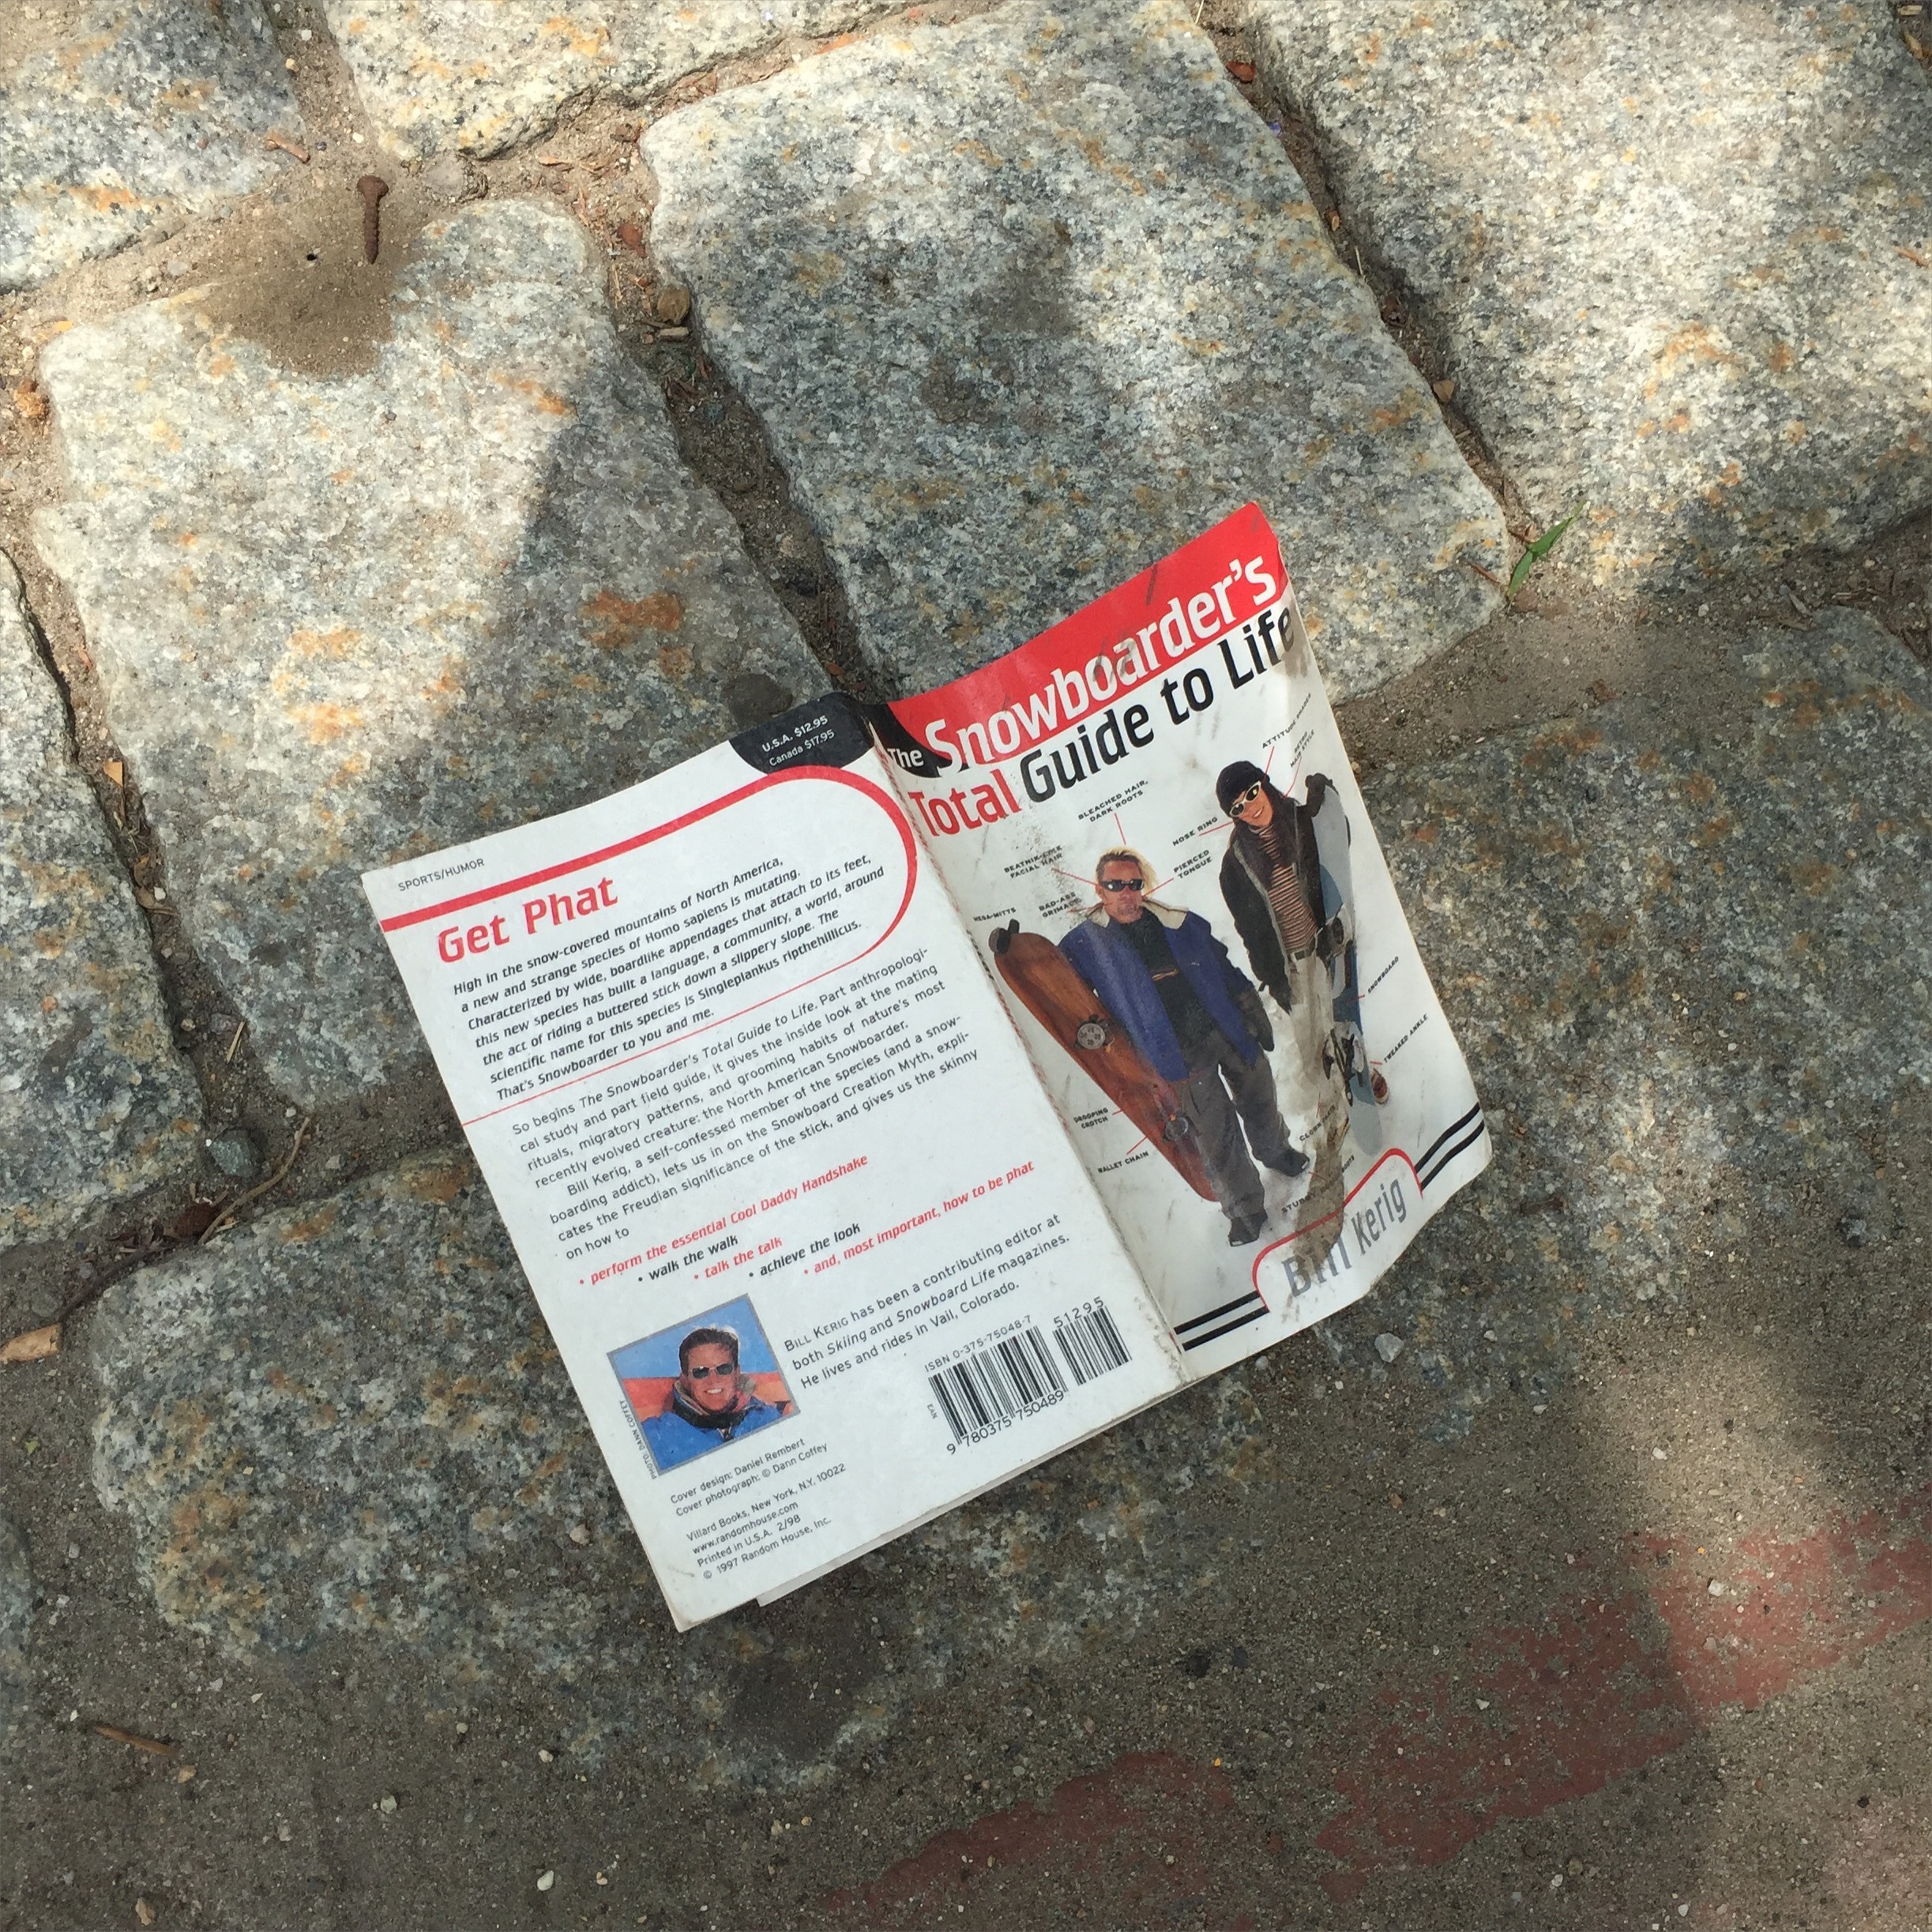 SPORTS/HUMOR
U.S.A. $12.95
Canada $17.95
Get Phat
High in the snow-covered mountains of North America,
a new and strange species of Homo sapiens is mutating.
Characterized by wide, boardlike appendages that attach to its feet,
this new species has built a language, a community, a world, around
the act of riding a buttered stick down a slippery slope. The
scientific name for this species is Singleplankus ripthehillicus.
That's Snowboarder to you and me.
So begins The Snowboarder's Total Guide to Life. Part anthropologi-
cal study and part field guide, it gives the inside look at the mating
rituals, migratory patterns, and grooming habits of nature's most
recently evolved creature: the North American Snowboarder.
Bill Kerig, a self-confessed member of the species (and a snow-
boarding addict), lets us in on the Snowboard Creation Myth, expli-
cates the Freudian significance of the stick, and gives us the skinny
on how to
• perform the essential Cool Daddy Handshake
• walk the walk
• talk the talk
• achieve the look
• and, most important, how to be phat
BILL KERIG has been a contributing editor at
both Skiing and Snowboard Life magazines.
He lives and rides in Vail, Colorado.
PHOTO: DANN COFFEY
Cover design: Daniel Rembert
Cover photograph: © Dann Coffey
Villard Books, New York, N.Y. 10022
www.randomhouse.com
Printed in U.S.A. 2/98
© 1997 Random House, Inc.
ISBN 0-375-75048-7
51295
NY3
9 780375 750489
The Snowboarder's
Total Guide to Life
BLEACHED HAIR,
DARK ROOTS
BEATNIK-LIKE
FACIAL HAIR
NOSE RING
PIERCED
TONGUE
BAD-ASS
GRIMACE
MEGA-MITTS
SNOWBOARD
TWEAKED ANKLE
DROOPING
CROTCH
WALLET CHAIN
Bill Kerig